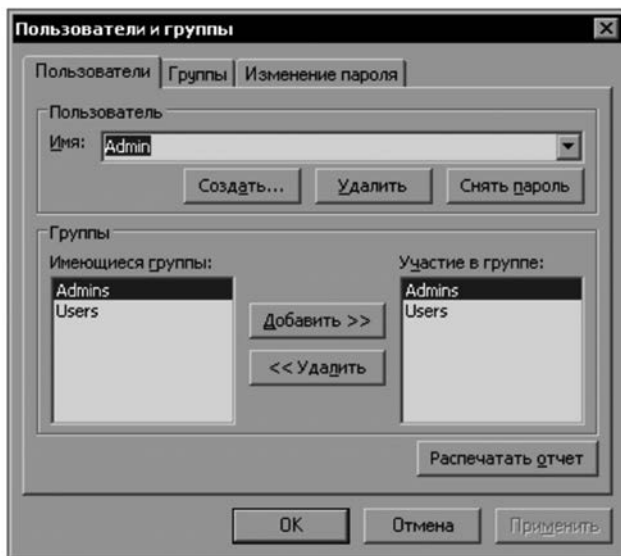 Пользователи и группы
Пользователи Группы Изменение пароля
Пользователь
Имя: Admin
Создать... Удалить Снять пароль
Группы
Имеющиеся группы: Участие в группе:
Admins Admins
Users Users
Добавить >>
<< Удалить
Распечатать отчет
OK Отмена Применить